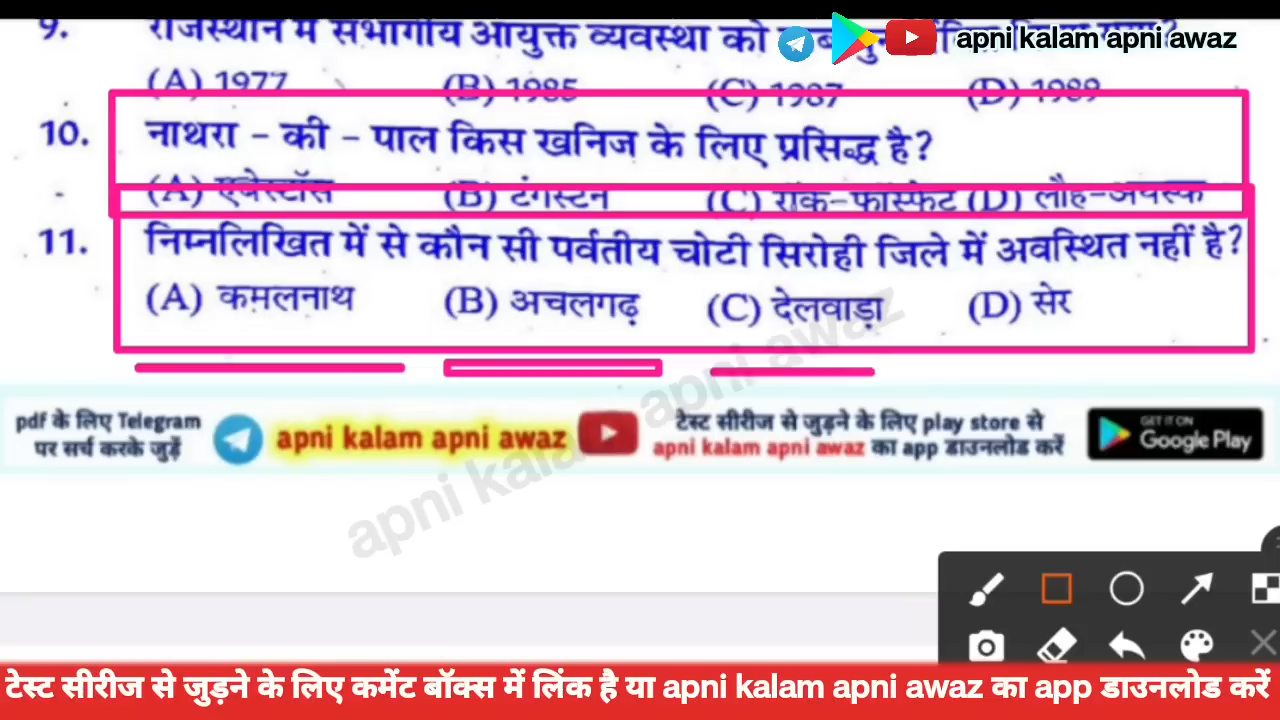 apni kalam apni awaz
9. राजस्थान में संभागीय आयुक्त व्यवस्था को किया गया?
(A) 1977 (B) 1985 (C) 1987 (D) 1989
10. नाथरा - की - पाल किस खनिज के लिए प्रसिद्ध है?
(A) एबेस्टॉस (B) टंगस्टन (C) रॉक-फॉस्फेट (D) लौह-अयस्क
11. निम्नलिखित में से कौन सी पर्वतीय चोटी सिरोही जिले में अवस्थित नहीं है?
(A) कमलनाथ (B) अचलगढ़ (C) देलवाड़ा (D) सेर
apni kalam apni awaz
pdf के लिए Telegram
पर सर्च करके जुड़ें
apni kalam apni awaz
टेस्ट सीरीज से जुड़ने के लिए play store से
apni kalam apni awaz का app डाउनलोड करें
GET IT ON
Google Play
टेस्ट सीरीज से जुड़ने के लिए कमेंट बॉक्स में लिंक है या apni kalam apni awaz का app डाउनलोड करें